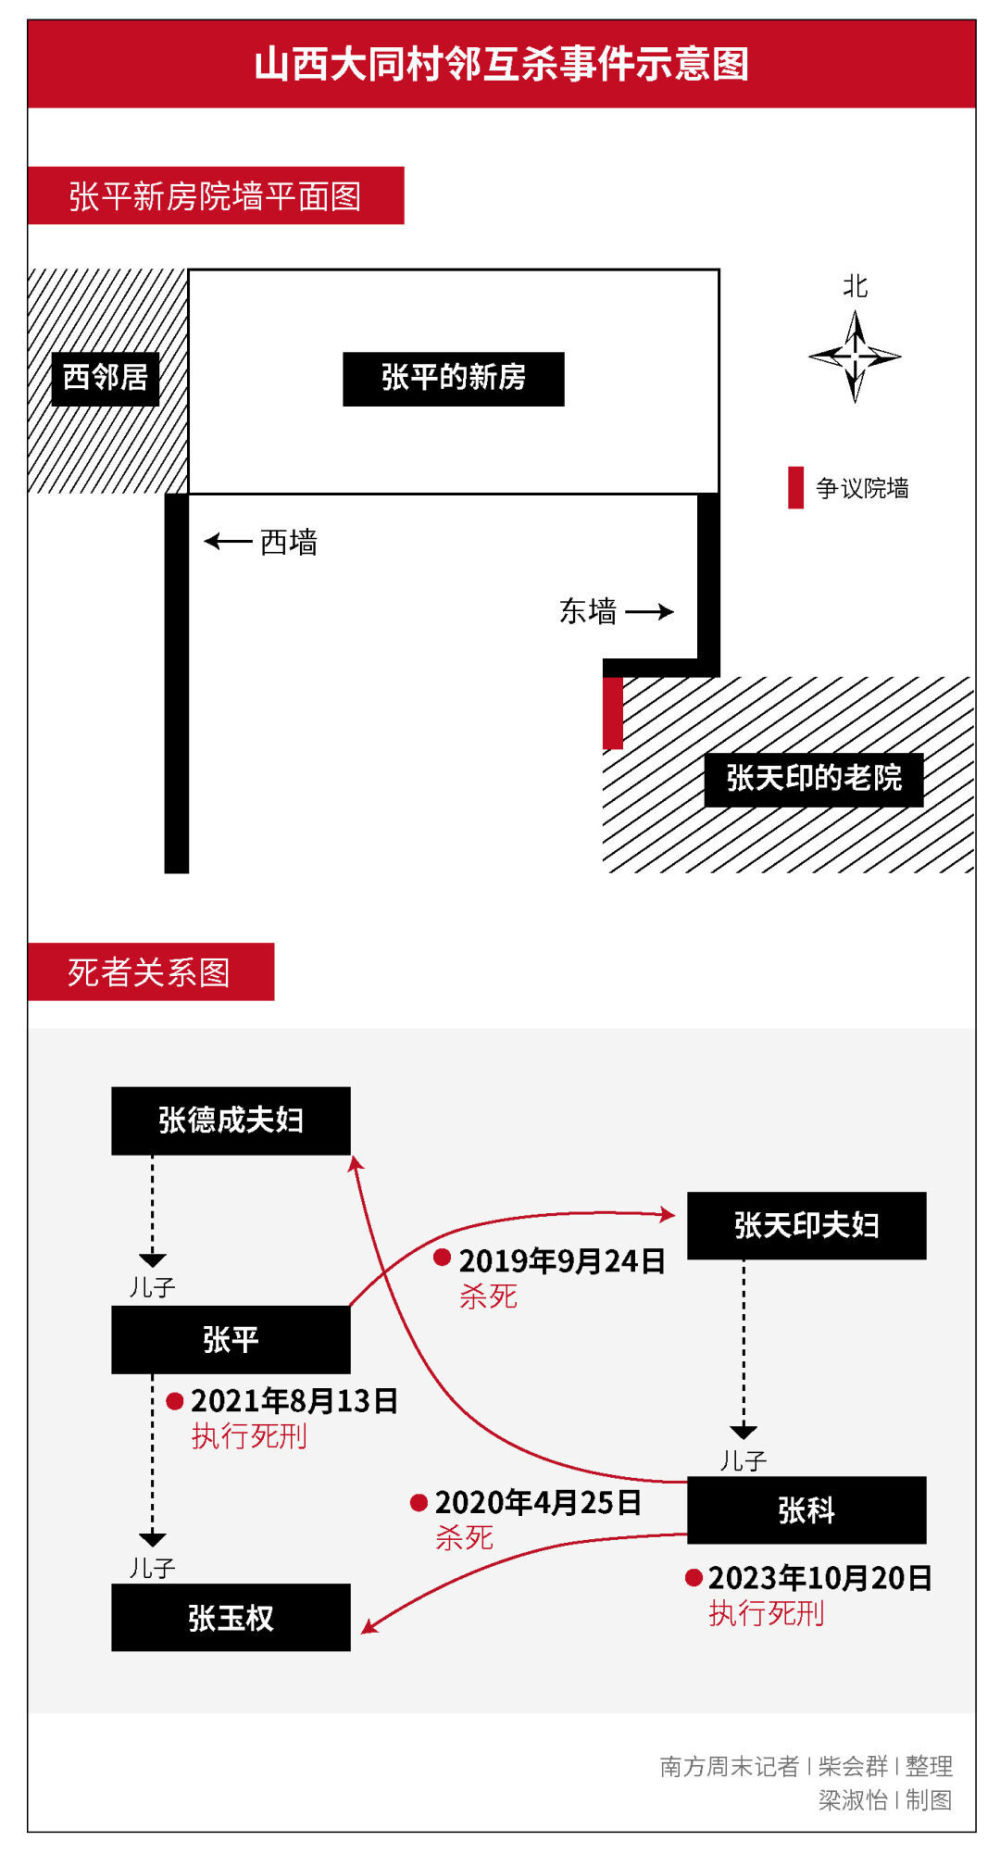 山西大同村邻互杀事件示意图
张平新房院墙平面图
北
西邻居
张平的新房
争议院墙
西墙
东墙
张天印的老院
死者关系图
张德成夫妇
张天印夫妇
2019年9月24日
杀死
儿子
张平
2021年8月13日
执行死刑
儿子
张科
2020年4月25日
杀死
儿子
张玉权
2023年10月20日
执行死刑
南方周末记者 | 柴会群 | 整理
梁淑怡 | 制图